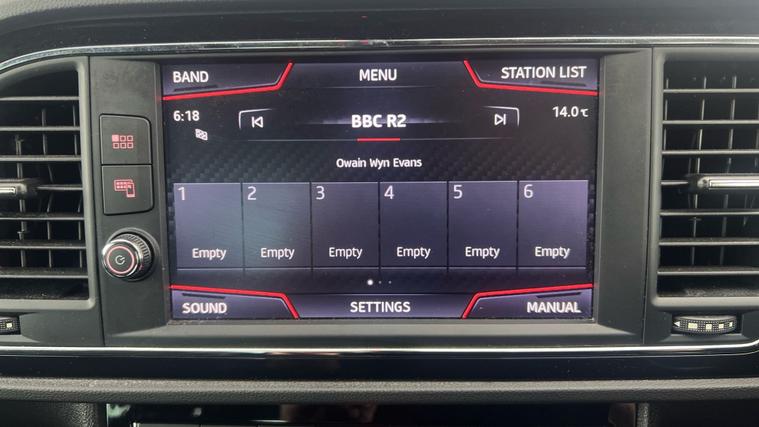 BAND MENU STATION LIST
6:18 BBC R2 14.0°C
Owain Wyn Evans
1 2 3 4 5 6
Empty Empty Empty Empty Empty Empty
SOUND SETTINGS MANUAL